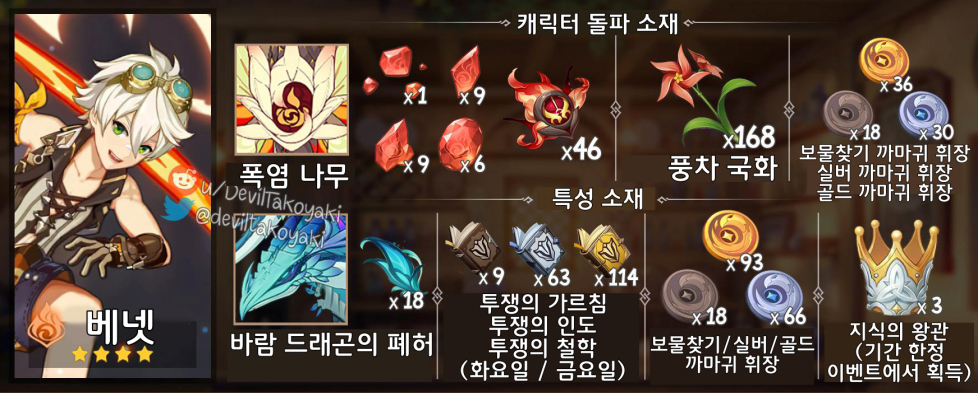 캐릭터 돌파 소재
x1
x9
x9
x6
x46
x168
x36
x18
x30
폭염 나무
풍차 국화
보물찾기 까마귀 휘장
실버 까마귀 휘장
골드 까마귀 휘장
특성 소재
u/DevilTakoyaki
@deviltakoyaki
x18
x9
x63
x114
x93
x18
x66
x3
바람 드래곤의 폐허
투쟁의 가르침
투쟁의 인도
투쟁의 철학
(화요일 / 금요일)
보물찾기/실버/골드
까마귀 휘장
지식의 왕관
(기간 한정
이벤트에서 획득)
베넷